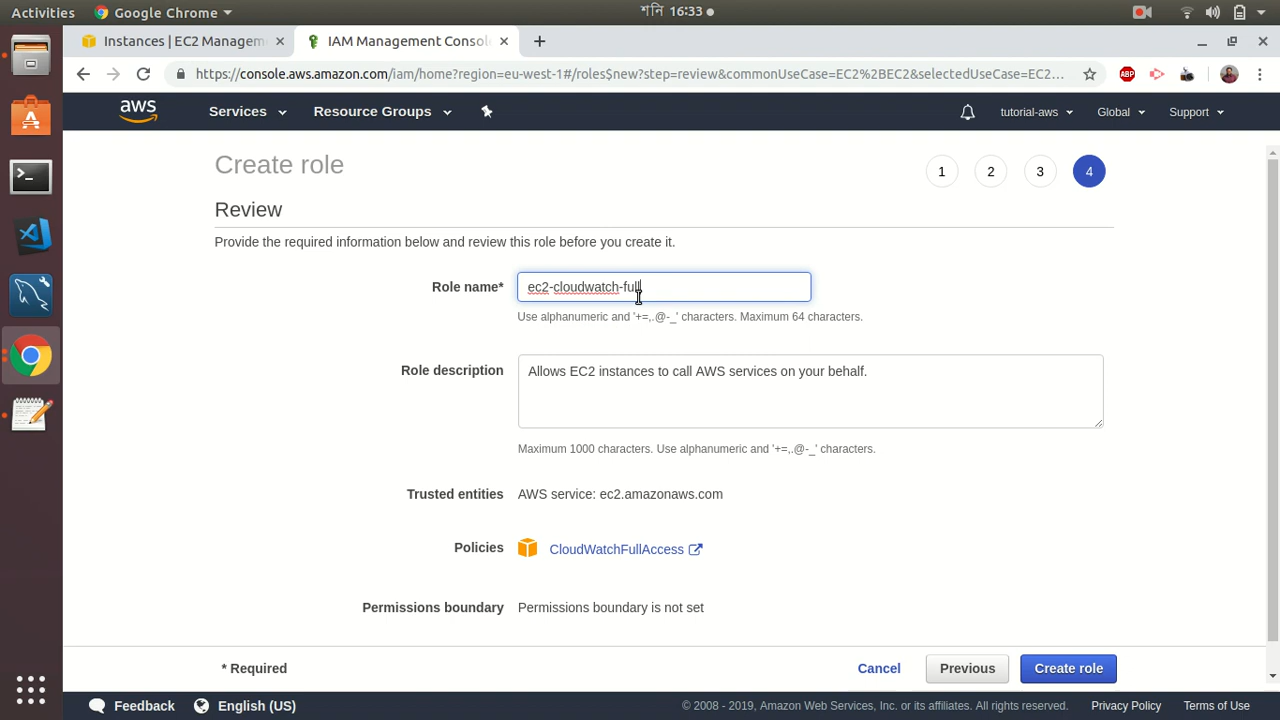 Activities
Google Chrome
শনি 16:33
Instances | EC2 Managem
IAM Management Conso
https://console.aws.amazon.com/iam/home?region=eu-west-1#/roles$new?step=review&commonUseCase=EC2%2BEC2&selectedUseCase=EC2...
ABP
aws
Services
Resource Groups
tutorial-aws
Global
Support
Create role
1
2
3
4
Review
Provide the required information below and review this role before you create it.
Role name*
ec2-cloudwatch-full
Use alphanumeric and '+=,.@-_' characters. Maximum 64 characters.
Role description
Allows EC2 instances to call AWS services on your behalf.
Maximum 1000 characters. Use alphanumeric and '+=,.@-_' characters.
Trusted entities
AWS service: ec2.amazonaws.com
Policies
CloudWatchFullAccess
Permissions boundary
Permissions boundary is not set
* Required
Cancel
Previous
Create role
Feedback
English (US)
© 2008 - 2019, Amazon Web Services, Inc. or its affiliates. All rights reserved.
Privacy Policy
Terms of Use